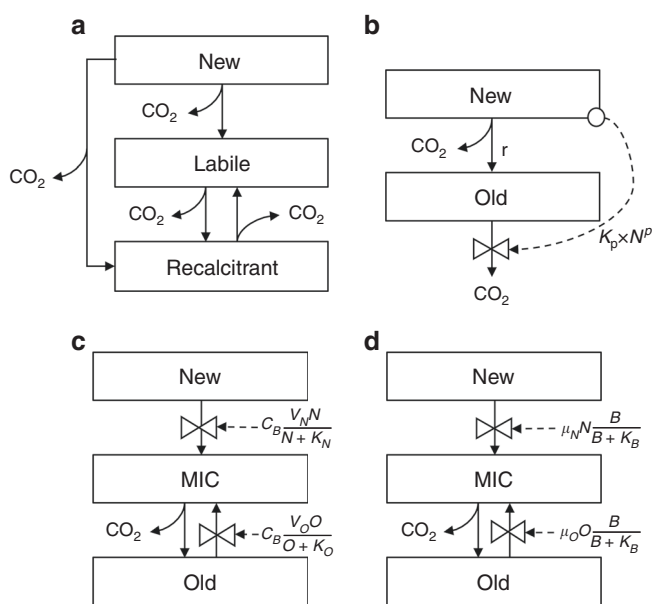 a
New
CO₂
CO₂
Labile
CO₂
CO₂
Recalcitrant
b
New
CO₂
r
Old
Kₚ×Nᵖ
CO₂
c
New
C_B V_N N / N + K_N
MIC
CO₂
C_B V_O O / O + K_O
Old
d
New
μ_N N B / B + K_B
MIC
CO₂
μ_O O B / B + K_B
Old